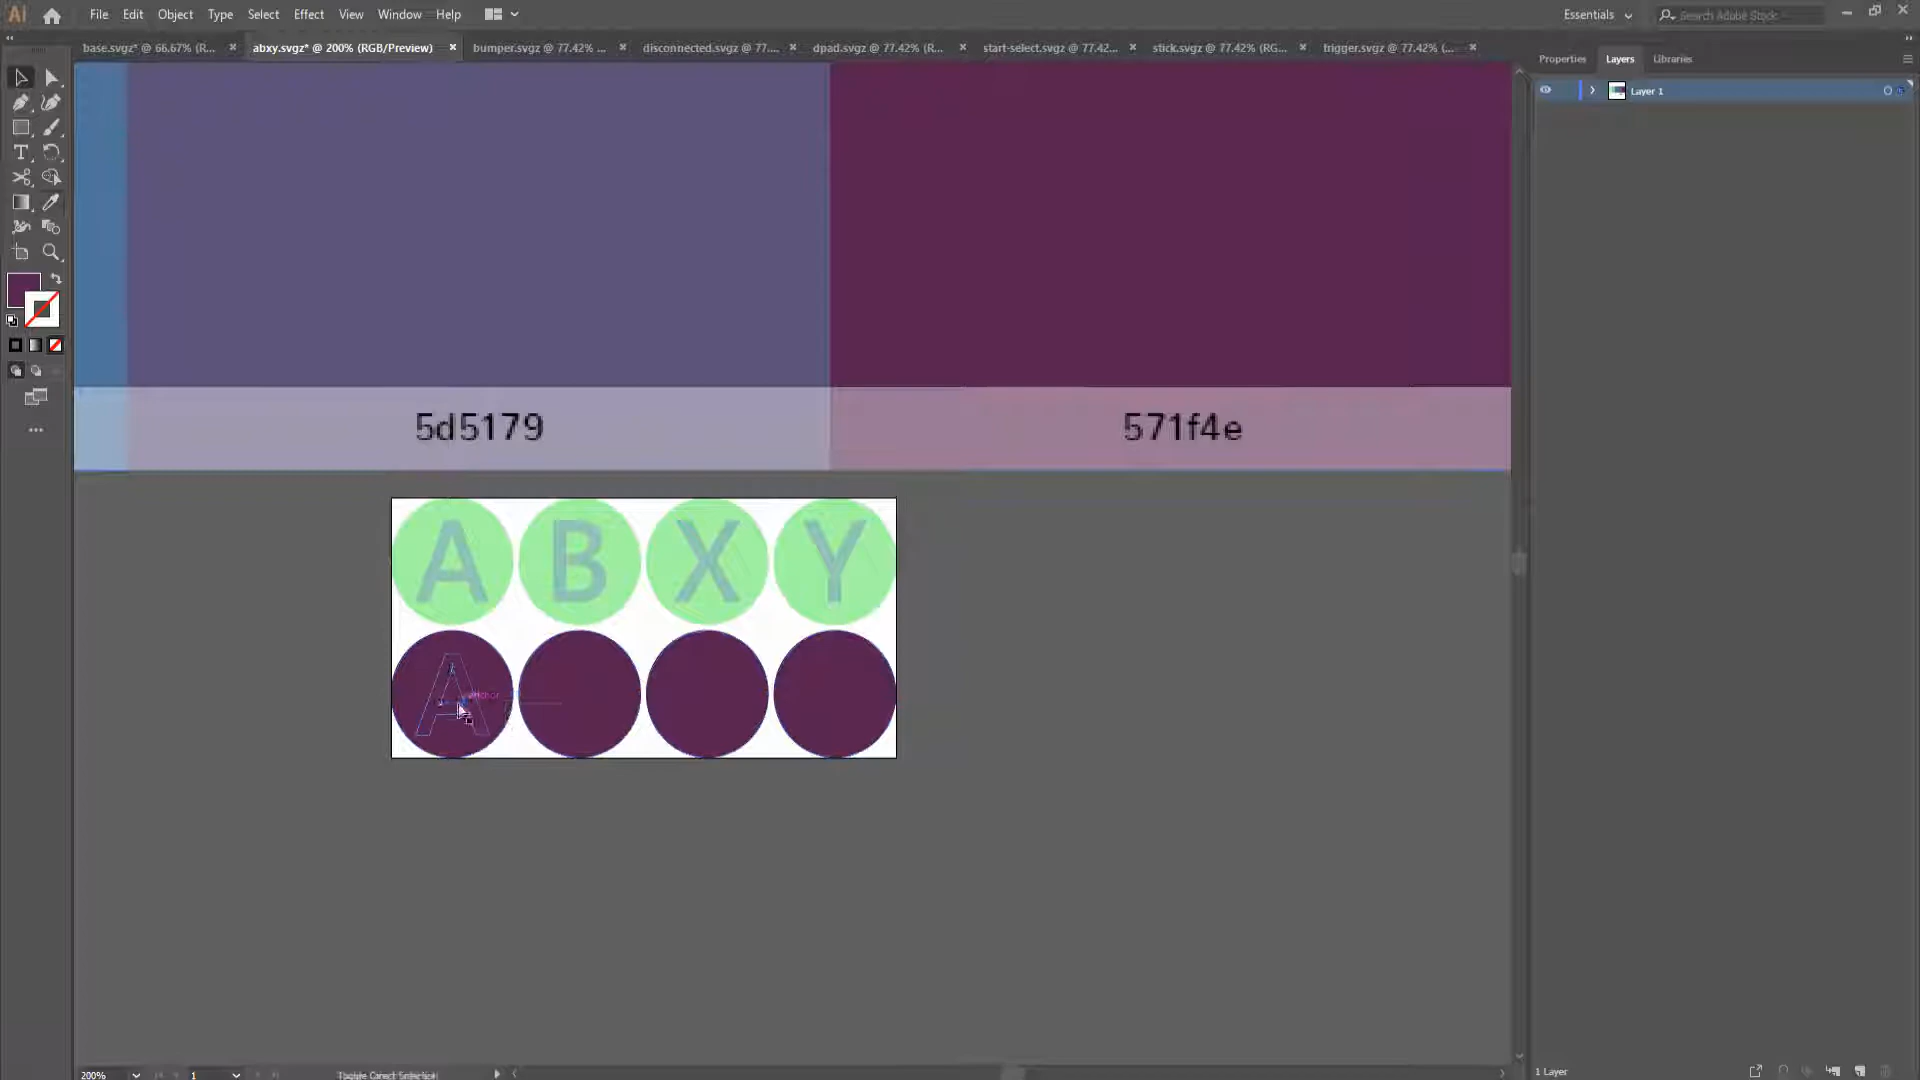 Ai File Edit Object Type Select Effect View Window Help Essentials Search Adobe Stock
base.svgz* @ 66.67% (R... abxy.svgz* @ 200% (RGB/Preview) bumper.svgz @ 77.42% ... disconnected.svgz @ 77.... dpad.svgz @ 77.42% (R... start-select.svgz @ 77.42... stick.svgz @ 77.42% (RG... trigger.svgz @ 77.42% (...
Properties Layers Libraries
Layer 1
5d5179 571f4e
A B X Y
A
200% 1 1 Layer